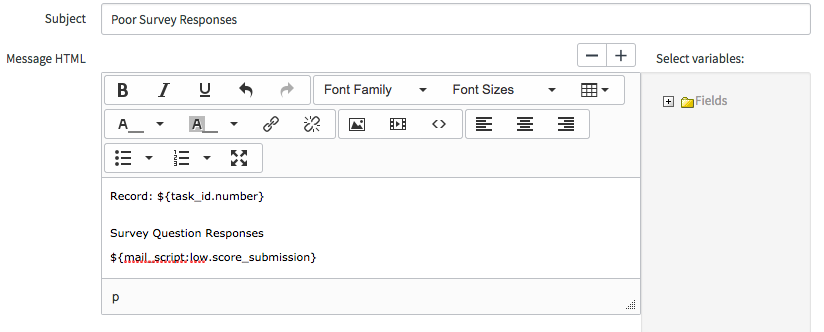 Subject
Poor Survey Responses
Message HTML
Select variables:
B I U Font Family Font Sizes
A A
Fields
Record: ${task_id.number}
Survey Question Responses
${mail_script:low.score_submission}
p